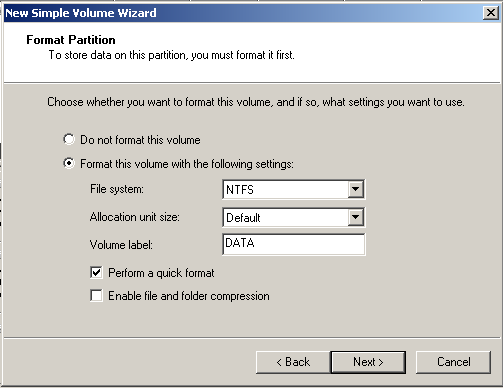 New Simple Volume Wizard
Format Partition
To store data on this partition, you must format it first.
Choose whether you want to format this volume, and if so, what settings you want to use.
Do not format this volume
Format this volume with the following settings:
File system: NTFS
Allocation unit size: Default
Volume label: DATA
Perform a quick format
Enable file and folder compression
< Back Next > Cancel